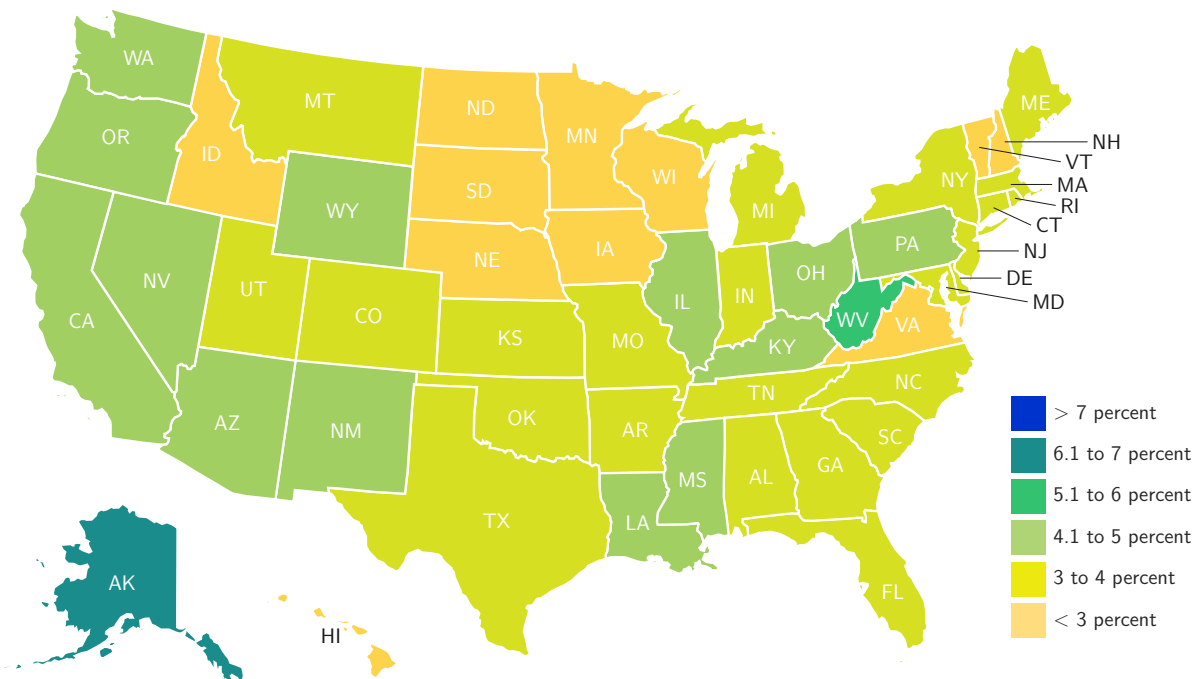 WA
MT
ND
MN
ME
OR
ID
NH
VT
WI
SD
NY
MA
WY
MI
RI
CT
PA
NJ
IA
NE
OH
NV
DE
UT
IN
IL
MD
CO
CA
WV
VA
KS
MO
KY
NC
TN
OK
AZ
NM
AR
SC
GA
AL
MS
TX
LA
AK
FL
HI
> 7 percent
6.1 to 7 percent
5.1 to 6 percent
4.1 to 5 percent
3 to 4 percent
< 3 percent